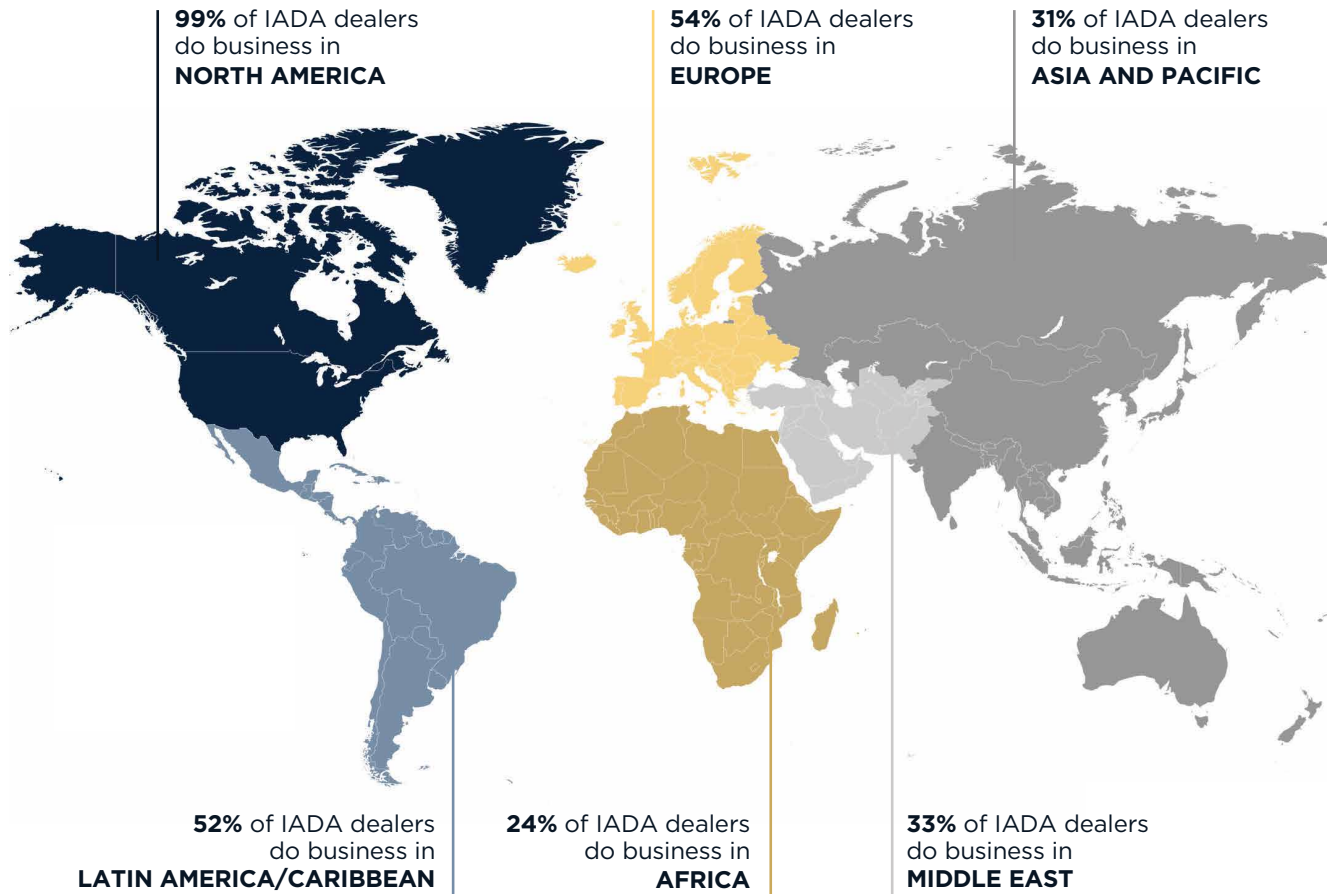 99% of IADA dealers
do business in
NORTH AMERICA
54% of IADA dealers
do business in
EUROPE
31% of IADA dealers
do business in
ASIA AND PACIFIC
52% of IADA dealers
do business in
LATIN AMERICA/CARIBBEAN
24% of IADA dealers
do business in
AFRICA
33% of IADA dealers
do business in
MIDDLE EAST